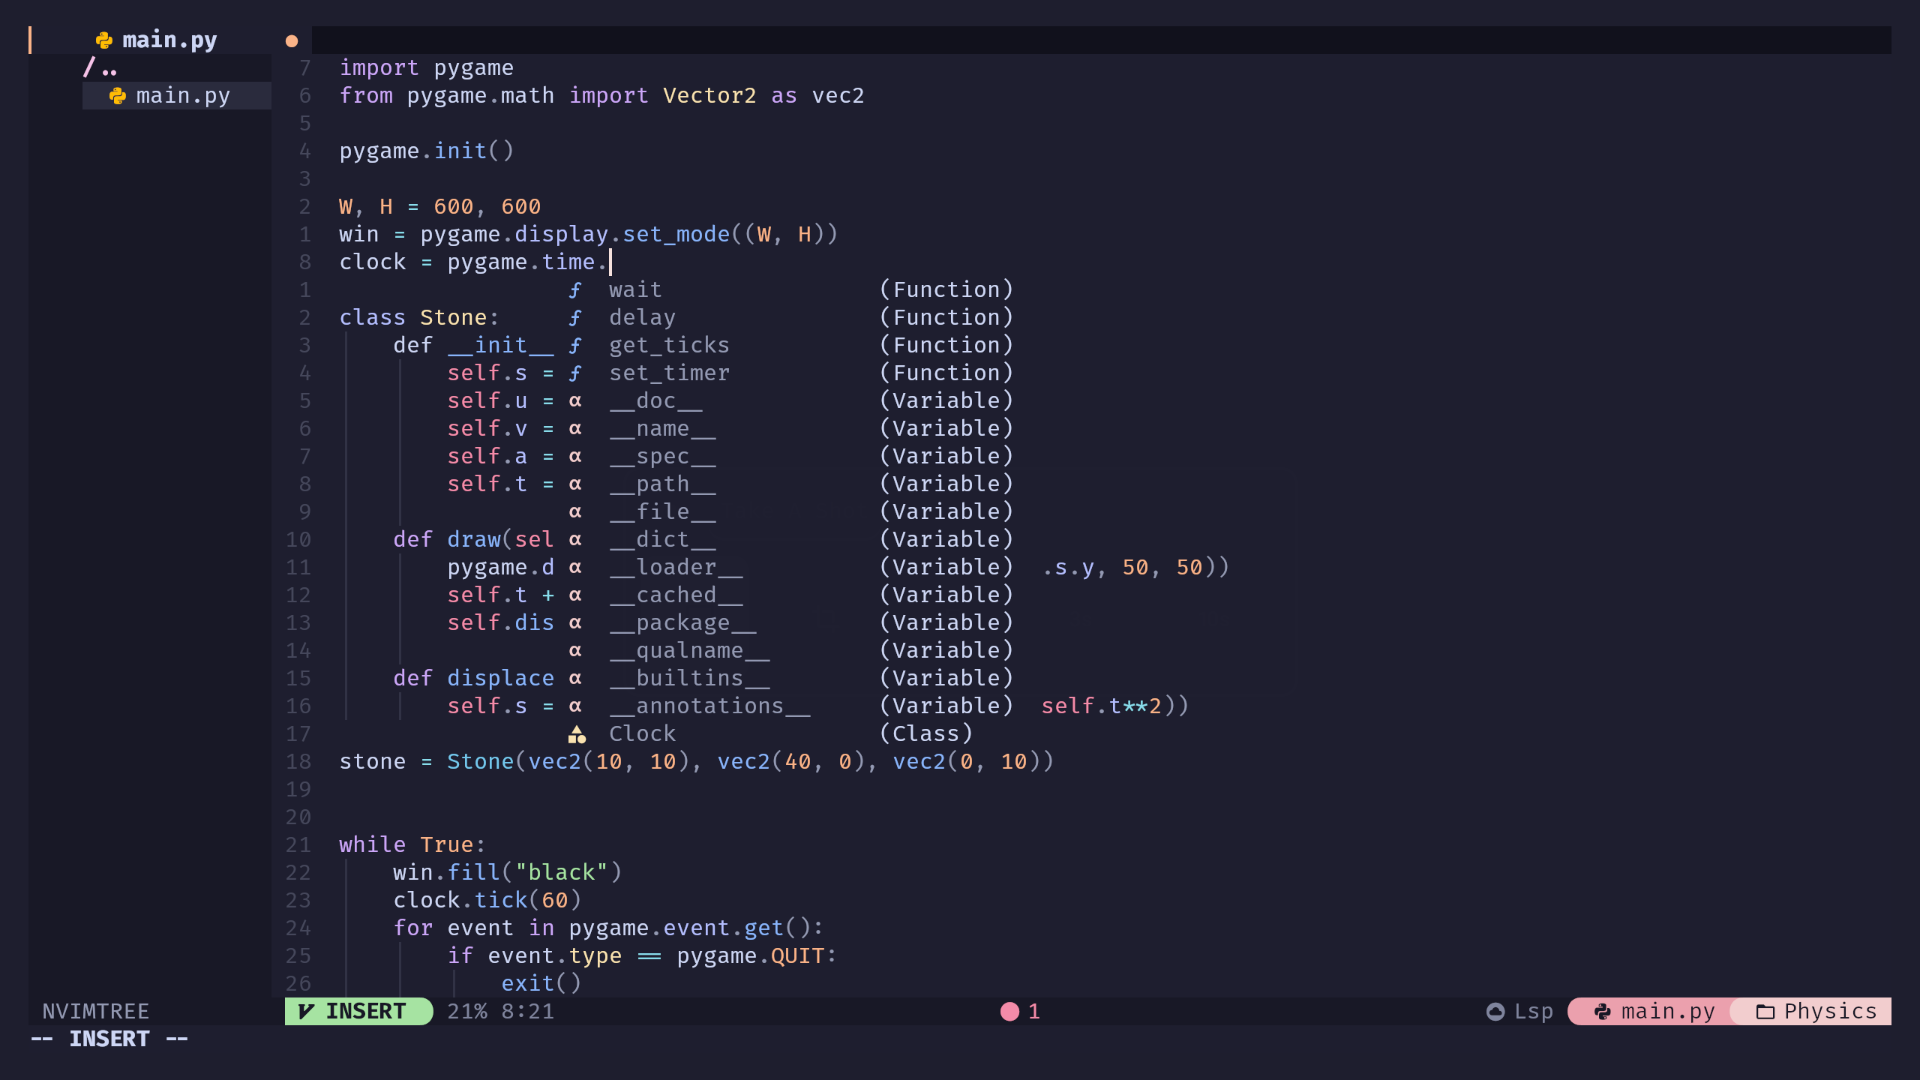 main.py
/..
main.py
7 import pygame
6 from pygame.math import Vector2 as vec2
5
4 pygame.init()
3
2 W, H = 600, 600
1 win = pygame.display.set_mode((W, H))
8 clock = pygame.time.
1 ƒ wait (Function)
2 class Stone: ƒ delay (Function)
3 def __init__ ƒ get_ticks (Function)
4 self.s = ƒ set_timer (Function)
5 self.u = α __doc__ (Variable)
6 self.v = α __name__ (Variable)
7 self.a = α __spec__ (Variable)
8 self.t = α __path__ (Variable)
9 α __file__ (Variable)
10 def draw(sel α __dict__ (Variable)
11 pygame.d α __loader__ (Variable) .s.y, 50, 50))
12 self.t + α __cached__ (Variable)
13 self.dis α __package__ (Variable)
14 α __qualname__ (Variable)
15 def displace α __builtins__ (Variable)
16 self.s = α __annotations__ (Variable) self.t**2))
17 Clock (Class)
18 stone = Stone(vec2(10, 10), vec2(40, 0), vec2(0, 10))
19
20
21 while True:
22 win.fill("black")
23 clock.tick(60)
24 for event in pygame.event.get():
25 if event.type == pygame.QUIT:
26 exit()
NVIMTREE INSERT 21% 8:21 1 Lsp main.py Physics
-- INSERT --